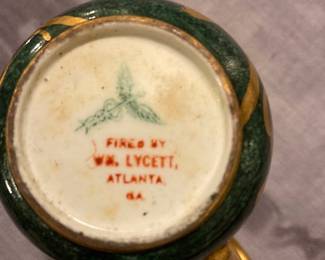 FIRED BY
WM. LYCETT,
ATLANTA
GA.